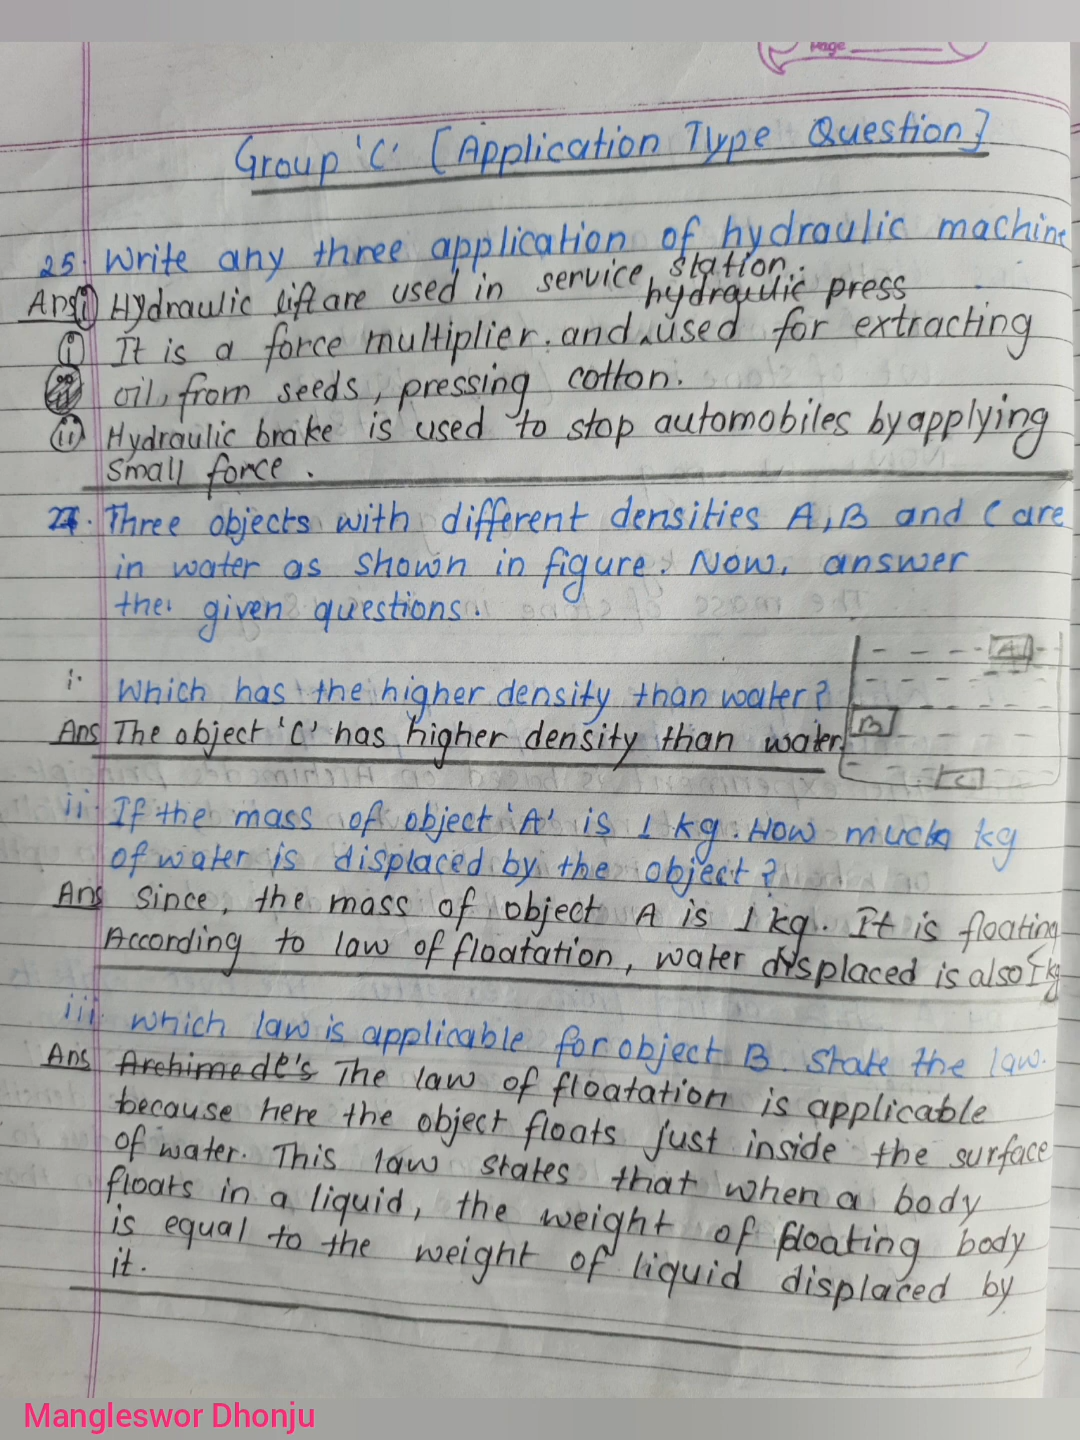 Page
Group 'C' [Application Type Question]
25. Write any three application of hydraulic machine
Ans i) Hydraulic lift are used in service station.
i) It is a force multiplier. and hydraulic press used for extracting
oil, from seeds, pressing cotton.
ii) Hydraulic brake is used to stop automobiles by applying
small force.
Three objects with different densities A, B and C are
in water as shown in figure. Now, answer
the given questions.
A
i. Which has the higher density than water?
B
Ans The object 'C' has higher density than water.
C
ii. If the mass of object 'A' is 1 kg. How much kg
of water is displaced by the object?
Ans Since, the mass of object A is 1 kg. It is floating
According to law of floatation, water displaced is also 1 kg
iii. Which law is applicable for object B. State the law.
Ans Archimede's The law of floatation is applicable
because here the object floats just inside the surface
of water. This law states that when a body
floats in a liquid, the weight of floating body
is equal to the weight of liquid displaced by
it.
Mangleswor Dhonju